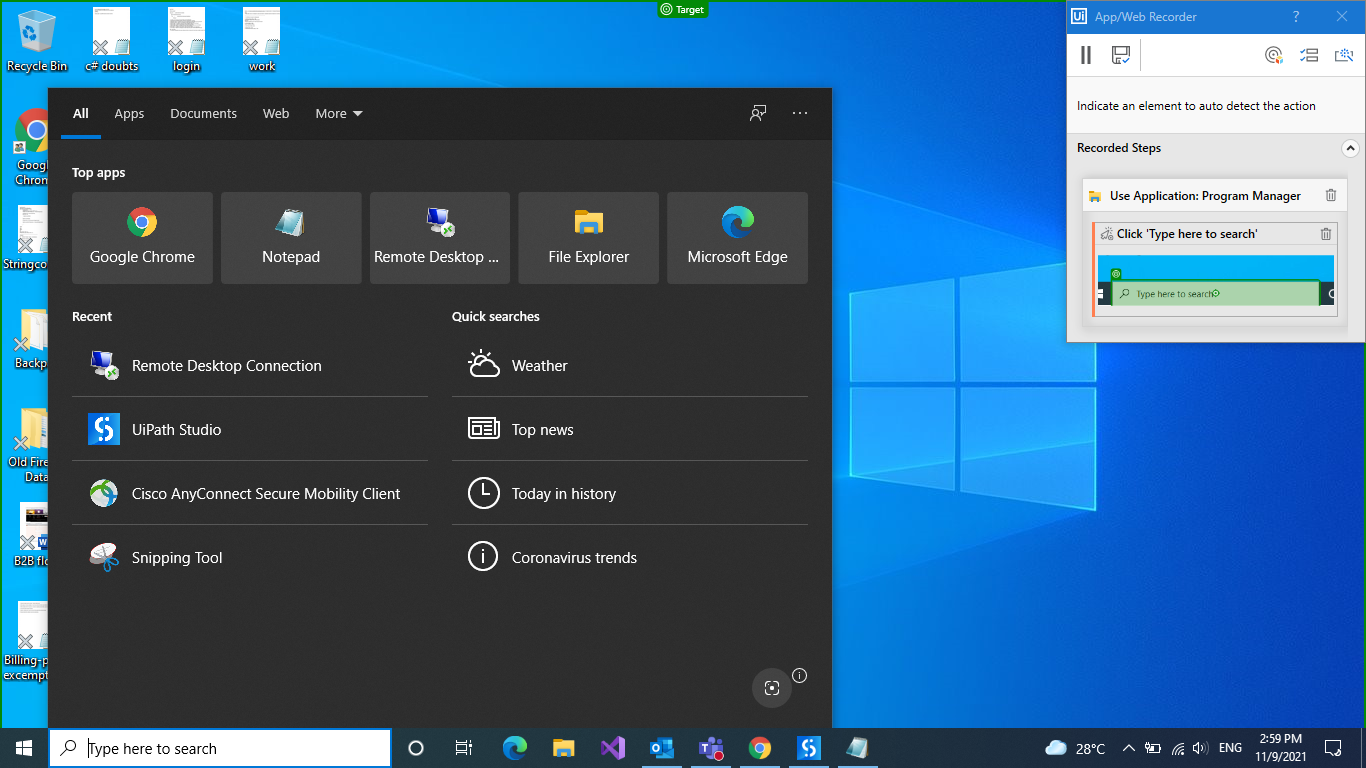 Target
Recycle Bin
c# doubts
login
work
Googl
Chrom
Stringco
Backp
Old Fire
Data
B2B flo
Billing-p
excempt
All
Apps
Documents
Web
More
Top apps
Google Chrome
Notepad
Remote Desktop ...
File Explorer
Microsoft Edge
Recent
Remote Desktop Connection
UiPath Studio
Cisco AnyConnect Secure Mobility Client
Snipping Tool
Quick searches
Weather
Top news
Today in history
Coronavirus trends
Ui App/Web Recorder
Indicate an element to auto detect the action
Recorded Steps
Use Application: Program Manager
Click 'Type here to search'
Type here to search
Type here to search
28°C
ENG
2:59 PM
11/9/2021